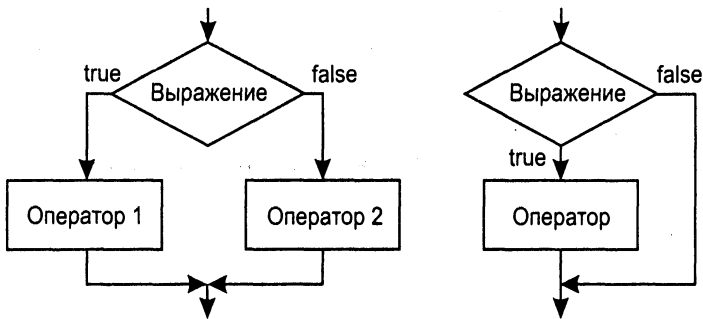 true
false
Выражение
Оператор 1
Оператор 2
false
Выражение
true
Оператор